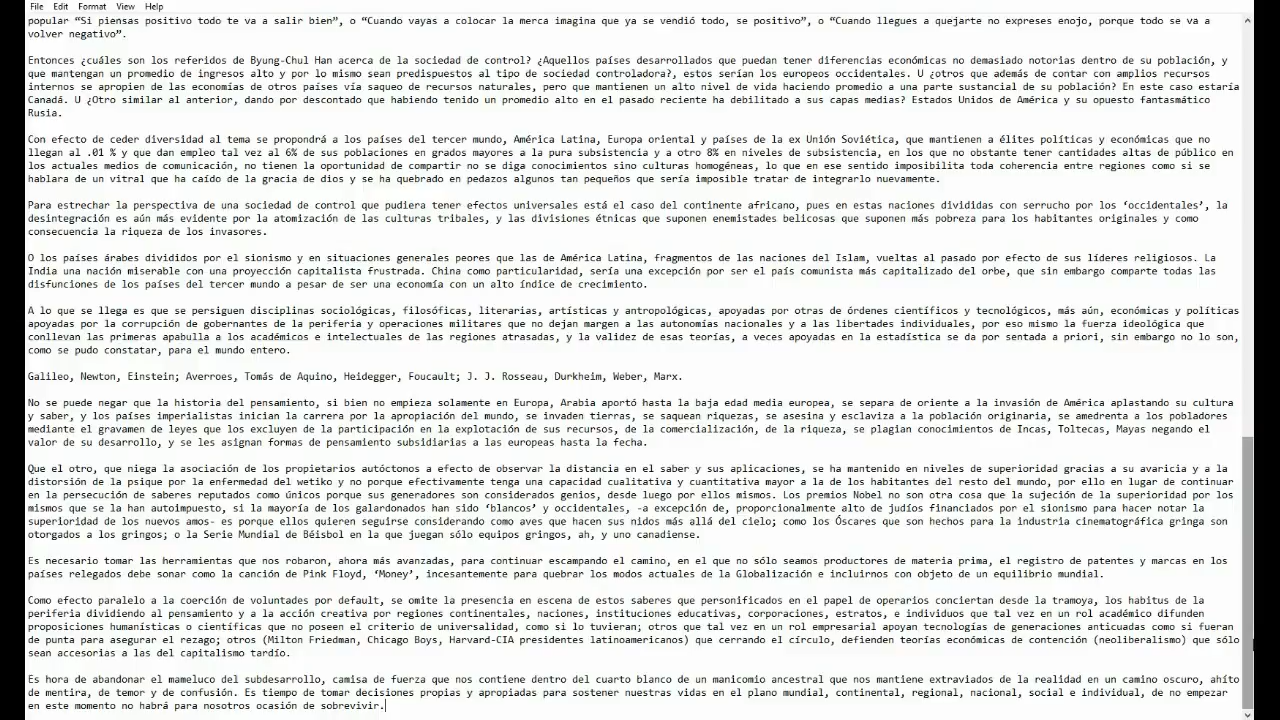 File Edit Format View Help
popular “Si piensas positivo todo te va a salir bien”, o “Cuando vayas a colocar la merca imagina que ya se vendió todo, se positivo”, o “Cuando llegues a quejarte no expreses enojo, porque todo se va a
volver negativo”.
Entonces ¿cuáles son los referidos de Byung-Chul Han acerca de la sociedad de control? ¿Aquellos países desarrollados que puedan tener diferencias económicas no demasiado notorias dentro de su población, y
que mantengan un promedio de ingresos alto y por lo mismo sean predispuestos al tipo de sociedad controladora?, estos serían los europeos occidentales. U ¿otros que además de contar con amplios recursos
internos se apropien de las economías de otros países vía saqueo de recursos naturales, pero que mantienen un alto nivel de vida haciendo promedio a una parte sustancial de su población? En este caso estaría
Canadá. U ¿Otro similar al anterior, dando por descontado que habiendo tenido un promedio alto en el pasado reciente ha debilitado a sus capas medias? Estados Unidos de América y su opuesto fantasmático
Rusia.
Con efecto de ceder diversidad al tema se propondrá a los países del tercer mundo, América Latina, Europa oriental y países de la ex Unión Soviética, que mantienen a élites políticas y económicas que no
llegan al .01 % y que dan empleo tal vez al 6% de sus poblaciones en grados mayores a la pura subsistencia y a otro 8% en niveles de subsistencia, en los que no obstante tener cantidades altas de público en
los actuales medios de comunicación, no tienen la oportunidad de compartir no se diga conocimientos sino culturas homogéneas, lo que en ese sentido imposibilita toda coherencia entre regiones como si se
hablara de un vitral que ha caído de la gracia de dios y se ha quebrado en pedazos algunos tan pequeños que sería imposible tratar de integrarlo nuevamente.
Para estrechar la perspectiva de una sociedad de control que pudiera tener efectos universales está el caso del continente africano, pues en estas naciones divididas con serrucho por los ‘occidentales’, la
desintegración es aún más evidente por la atomización de las culturas tribales, y las divisiones étnicas que suponen enemistades belicosas que suponen más pobreza para los habitantes originales y como
consecuencia la riqueza de los invasores.
O los países árabes divididos por el sionismo y en situaciones generales peores que las de América Latina, fragmentos de las naciones del Islam, vueltas al pasado por efecto de sus líderes religiosos. La
India una nación miserable con una proyección capitalista frustrada. China como particularidad, sería una excepción por ser el país comunista más capitalizado del orbe, que sin embargo comparte todas las
disfunciones de los países del tercer mundo a pesar de ser una economía con un alto índice de crecimiento.
A lo que se llega es que se persiguen disciplinas sociológicas, filosóficas, literarias, artísticas y antropológicas, apoyadas por otras de órdenes científicos y tecnológicos, más aún, económicas y políticas
apoyadas por la corrupción de gobernantes de la periferia y operaciones militares que no dejan margen a las autonomías nacionales y a las libertades individuales, por eso mismo la fuerza ideológica que
conllevan las primeras apabulla a los académicos e intelectuales de las regiones atrasadas, y la validez de esas teorías, a veces apoyadas en la estadística se da por sentada a priori, sin embargo no lo son,
como se pudo constatar, para el mundo entero.
Galileo, Newton, Einstein; Averroes, Tomás de Aquino, Heidegger, Foucault; J. J. Rosseau, Durkheim, Weber, Marx.
No se puede negar que la historia del pensamiento, si bien no empieza solamente en Europa, Arabia aportó hasta la baja edad media europea, se separa de oriente a la invasión de América aplastando su cultura
y saber, y los países imperialistas inician la carrera por la apropiación del mundo, se invaden tierras, se saquean riquezas, se asesina y esclaviza a la población originaria, se amedrenta a los pobladores
mediante el gravamen de leyes que los excluyen de la participación en la explotación de sus recursos, de la comercialización, de la riqueza, se plagian conocimientos de Incas, Toltecas, Mayas negando el
valor de su desarrollo, y se les asignan formas de pensamiento subsidiarias a las europeas hasta la fecha.
Que el otro, que niega la asociación de los propietarios autóctonos a efecto de observar la distancia en el saber y sus aplicaciones, se ha mantenido en niveles de superioridad gracias a su avaricia y a la
distorsión de la psique por la enfermedad del wetiko y no porque efectivamente tenga una capacidad cualitativa y cuantitativa mayor a la de los habitantes del resto del mundo, por ello en lugar de continuar
en la persecución de saberes reputados como únicos porque sus generadores son considerados genios, desde luego por ellos mismos. Los premios Nobel no son otra cosa que la sujeción de la superioridad por los
mismos que se la han autoimpuesto, si la mayoría de los galardonados han sido ‘blancos’ y occidentales, -a excepción de, proporcionalmente alto de judíos financiados por el sionismo para hacer notar la
superioridad de los nuevos amos- es porque ellos quieren seguirse considerando como aves que hacen sus nidos más allá del cielo; como los Óscares que son hechos para la industria cinematográfica gringa son
otorgados a los gringos; o la Serie Mundial de Béisbol en la que juegan sólo equipos gringos, ah, y uno canadiense.
Es necesario tomar las herramientas que nos robaron, ahora más avanzadas, para continuar escampando el camino, en el que no sólo seamos productores de materia prima, el registro de patentes y marcas en los
países relegados debe sonar como la canción de Pink Floyd, ‘Money’, incesantemente para quebrar los modos actuales de la Globalización e incluirnos con objeto de un equilibrio mundial.
Como efecto paralelo a la coerción de voluntades por default, se omite la presencia en escena de estos saberes que personificados en el papel de operarios conciertan desde la tramoya, los habitus de la
periferia dividiendo al pensamiento y a la acción creativa por regiones continentales, naciones, instituciones educativas, corporaciones, estratos, e individuos que tal vez en un rol académico difunden
proposiciones humanísticas o científicas que no poseen el criterio de universalidad, como si lo tuvieran; otros que tal vez en un rol empresarial apoyan tecnologías de generaciones anticuadas como si fueran
de punta para asegurar el rezago; otros (Milton Friedman, Chicago Boys, Harvard-CIA presidentes latinoamericanos) que cerrando el círculo, defienden teorías económicas de contención (neoliberalismo) que sólo
sean accesorias a las del capitalismo tardío.
Es hora de abandonar el mameluco del subdesarrollo, camisa de fuerza que nos contiene dentro del cuarto blanco de un manicomio ancestral que nos mantiene extraviados de la realidad en un camino oscuro, ahíto
de mentira, de temor y de confusión. Es tiempo de tomar decisiones propias y apropiadas para sostener nuestras vidas en el plano mundial, continental, regional, nacional, social e individual, de no empezar
en este momento no habrá para nosotros ocasión de sobrevivir.